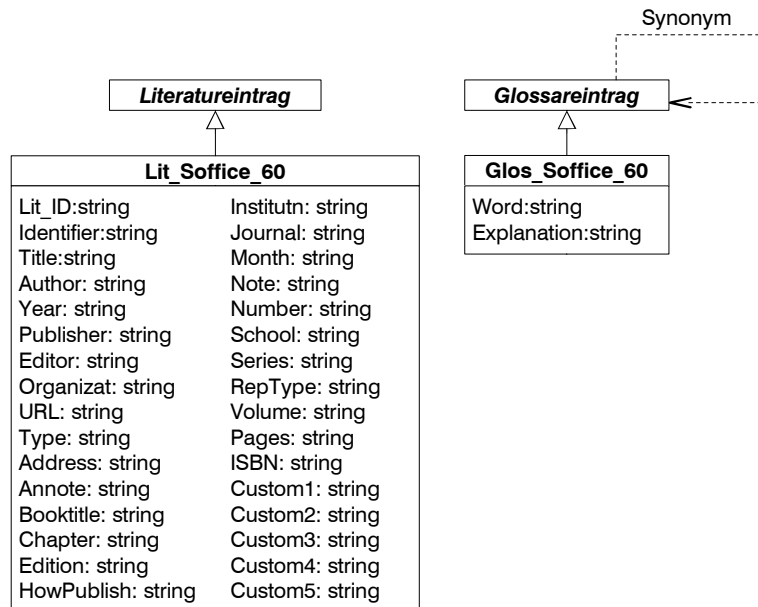 Synonym
Literatureintrag
Glossareintrag
Lit_Soffice_60
Lit_ID:string
Identifier:string
Title:string
Author: string
Year: string
Publisher: string
Editor: string
Organizat: string
URL: string
Type: string
Address: string
Annote: string
Booktitle: string
Chapter: string
Edition: string
HowPublish: string
Institutn: string
Journal: string
Month: string
Note: string
Number: string
School: string
Series: string
RepType: string
Volume: string
Pages: string
ISBN: string
Custom1: string
Custom2: string
Custom3: string
Custom4: string
Custom5: string
Glos_Soffice_60
Word:string
Explanation:string